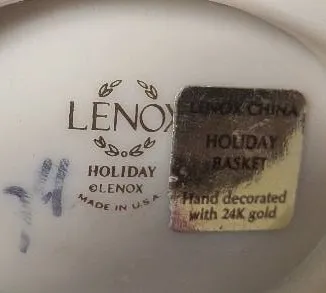 LENOX
HOLIDAY
©LENOX
MADE IN U.S.A
LENOX CHINA
HOLIDAY
BASKET
Hand decorated
with 24K gold